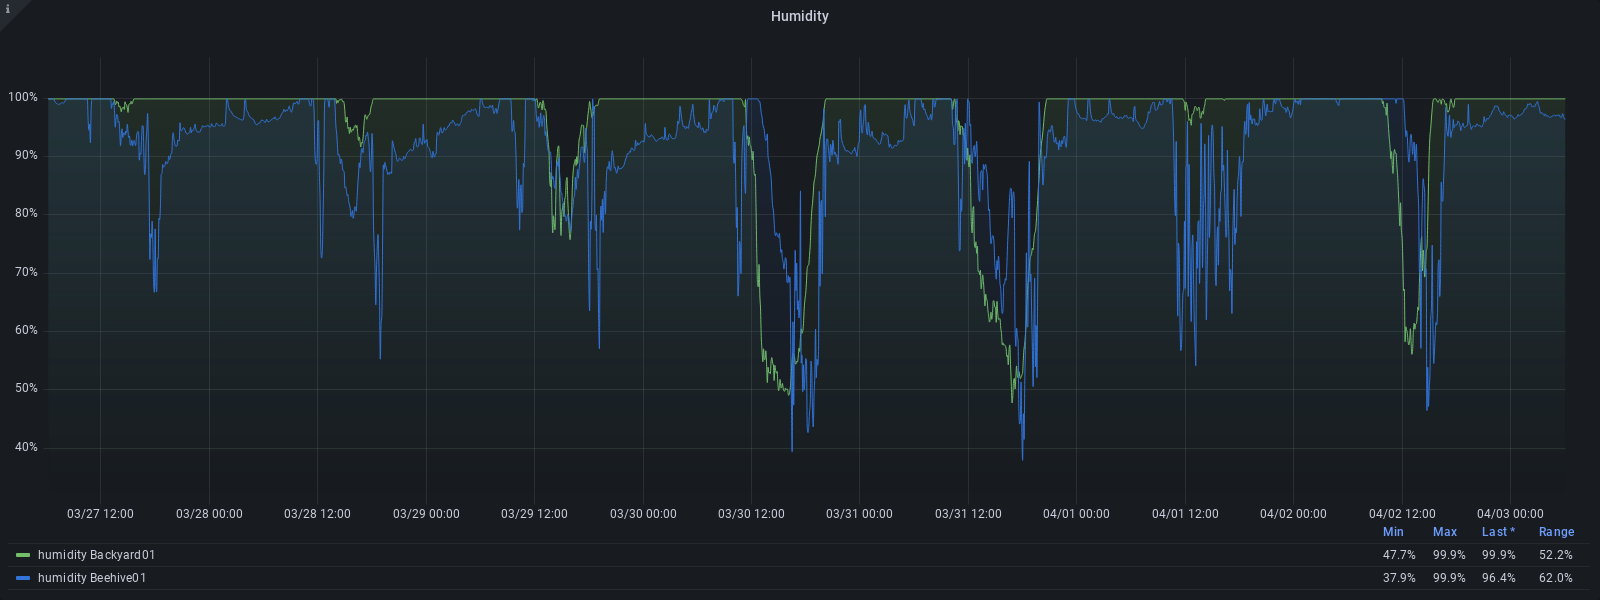 i
Humidity
100%
90%
80%
70%
60%
50%
40%
03/27 12:00 03/28 00:00 03/28 12:00 03/29 00:00 03/29 12:00 03/30 00:00 03/30 12:00 03/31 00:00 03/31 12:00 04/01 00:00 04/01 12:00 04/02 00:00 04/02 12:00 04/03 00:00
Min Max Last * Range
humidity Backyard01 47.7% 99.9% 99.9% 52.2%
humidity Beehive01 37.9% 99.9% 96.4% 62.0%